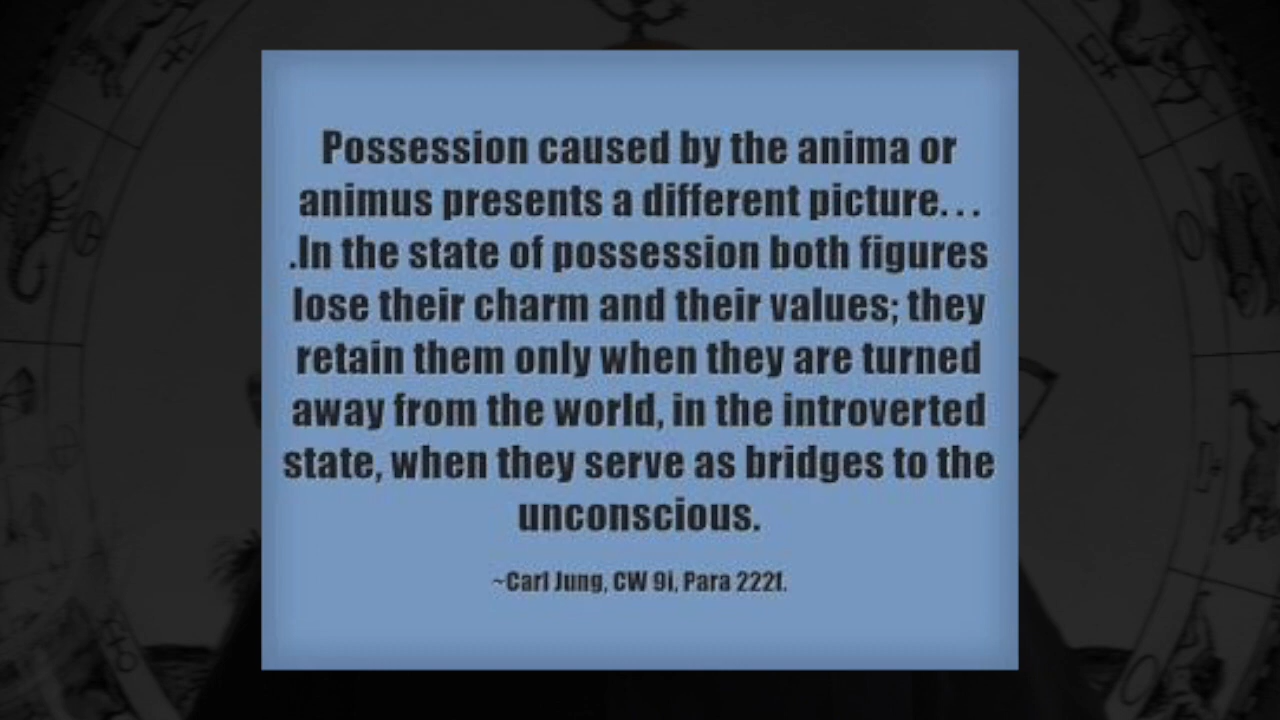 Possession caused by the anima or
animus presents a different picture. . .
.In the state of possession both figures
lose their charm and their values; they
retain them only when they are turned
away from the world, in the introverted
state, when they serve as bridges to the
unconscious.
~Carl Jung, CW 9i, Para 222f.